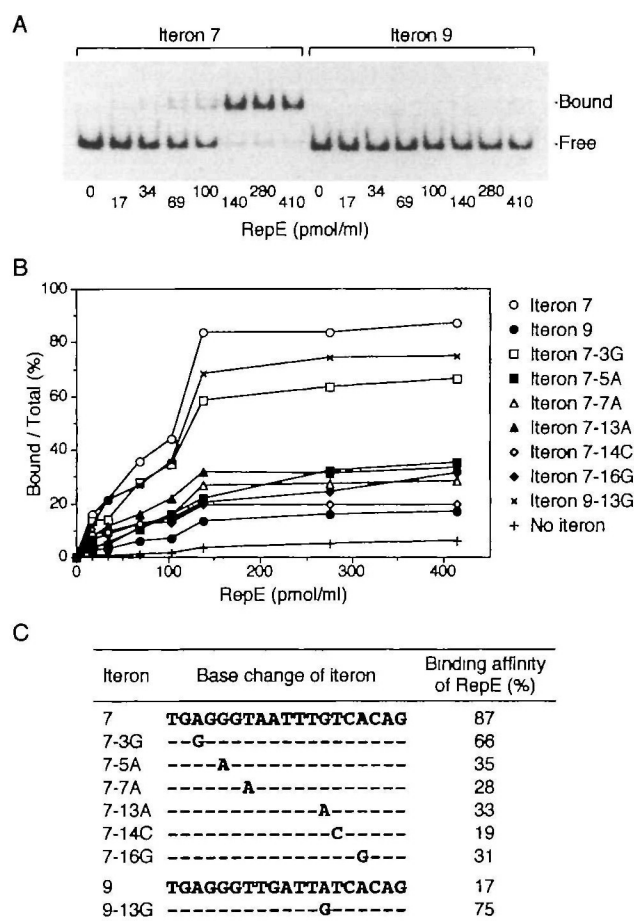 A
Iteron 7 Iteron 9
-Bound
-Free
0 34 100 280 0 34 100 280
17 69 140 410 17 69 140 410
RepE (pmol/ml)
B
100
80
60
40
20
0
Bound / Total (%)
0 100 200 300 400
RepE (pmol/ml)
Iteron 7
Iteron 9
Iteron 7-3G
Iteron 7-5A
Iteron 7-7A
Iteron 7-13A
Iteron 7-14C
Iteron 7-16G
Iteron 9-13G
No iteron
C
Iteron Base change of iteron Binding affinity of RepE (%)
7 TGAGGGTAATTTGTCACAG 87
7-3G --G---------------- 66
7-5A ----A-------------- 35
7-7A ------A------------ 28
7-13A ------------A------ 33
7-14C -------------C----- 19
7-16G ---------------G--- 31
9 TGAGGGTTGATTATCACAG 17
9-13G ------------G------ 75